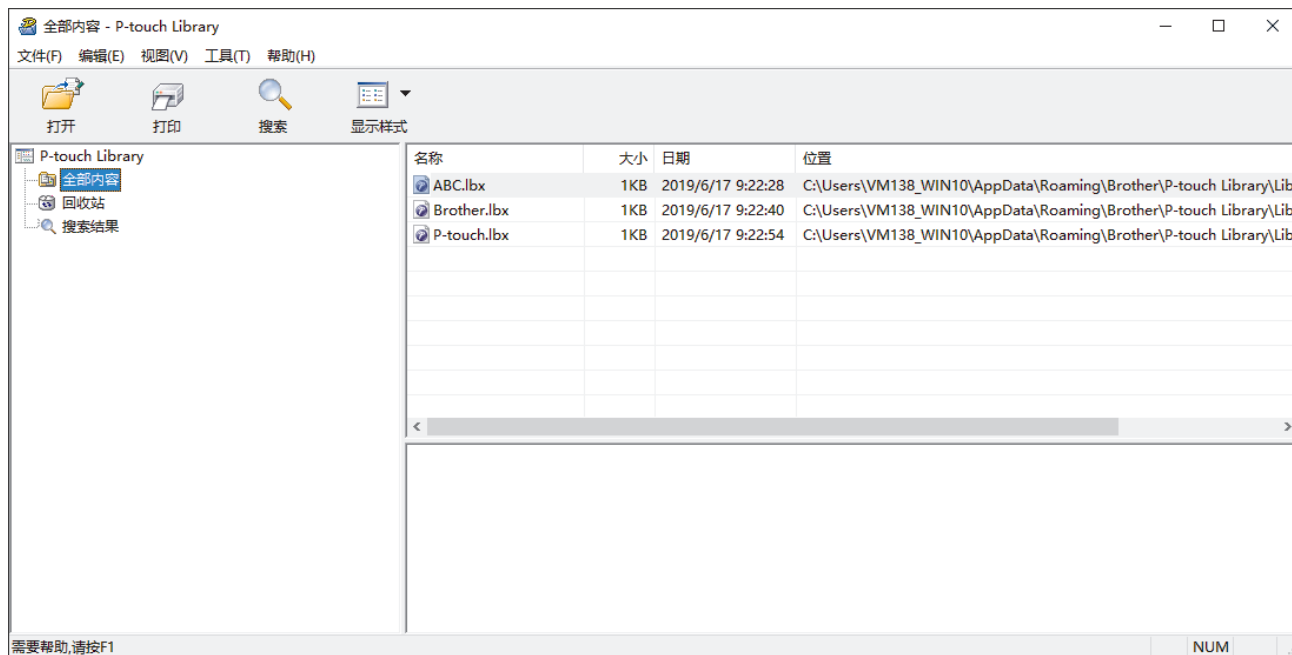 全部内容 - P-touch Library
文件(F) 编辑(E) 视图(V) 工具(T) 帮助(H)
打开 打印 搜索 显示样式
P-touch Library
全部内容
回收站
搜索结果
名称 大小 日期 位置
ABC.lbx 1KB 2019/6/17 9:22:28 C:\Users\VM138_WIN10\AppData\Roaming\Brother\P-touch Library\Lib
Brother.lbx 1KB 2019/6/17 9:22:40 C:\Users\VM138_WIN10\AppData\Roaming\Brother\P-touch Library\Lib
P-touch.lbx 1KB 2019/6/17 9:22:54 C:\Users\VM138_WIN10\AppData\Roaming\Brother\P-touch Library\Lib
需要帮助,请按F1 NUM